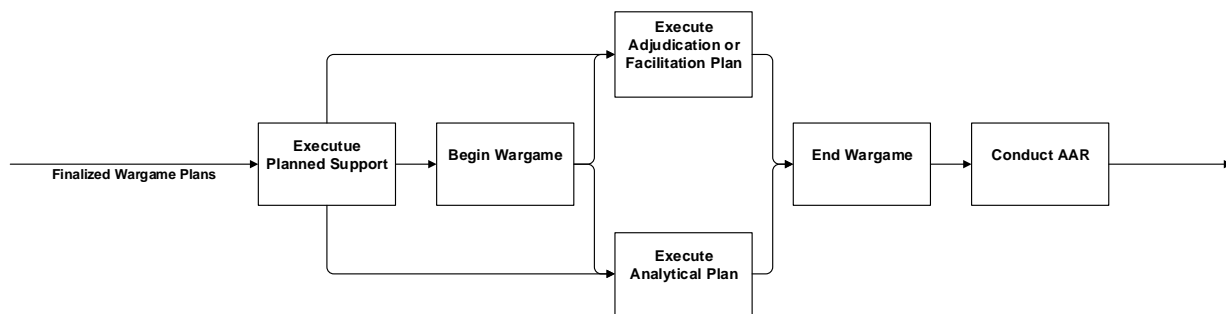 Finalized Wargame Plans
Executue
Planned Support
Begin Wargame
Execute
Adjudication or
Facilitation Plan
Execute
Analytical Plan
End Wargame
Conduct AAR